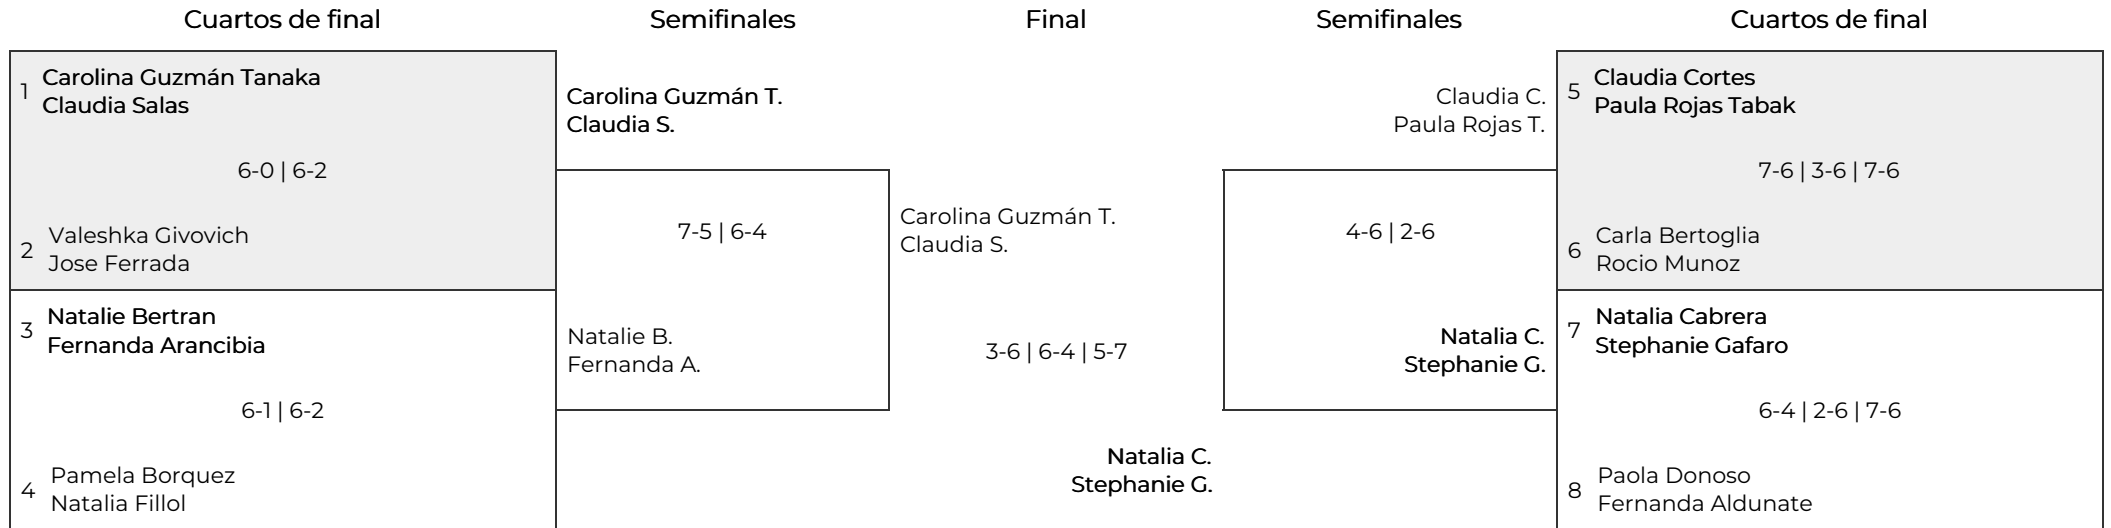 Cuartos de final
Semifinales
Final
Semifinales
Cuartos de final
1
Carolina Guzmán Tanaka
Claudia Salas
6-0 | 6-2
2
Valeshka Givovich
Jose Ferrada
3
Natalie Bertran
Fernanda Arancibia
6-1 | 6-2
4
Pamela Borquez
Natalia Fillol
Carolina Guzmán T.
Claudia S.
7-5 | 6-4
Natalie B.
Fernanda A.
Carolina Guzmán T.
Claudia S.
3-6 | 6-4 | 5-7
Natalia C.
Stephanie G.
Claudia C.
Paula Rojas T.
4-6 | 2-6
Natalia C.
Stephanie G.
5
Claudia Cortes
Paula Rojas Tabak
7-6 | 3-6 | 7-6
6
Carla Bertoglia
Rocio Munoz
7
Natalia Cabrera
Stephanie Gafaro
6-4 | 2-6 | 7-6
8
Paola Donoso
Fernanda Aldunate